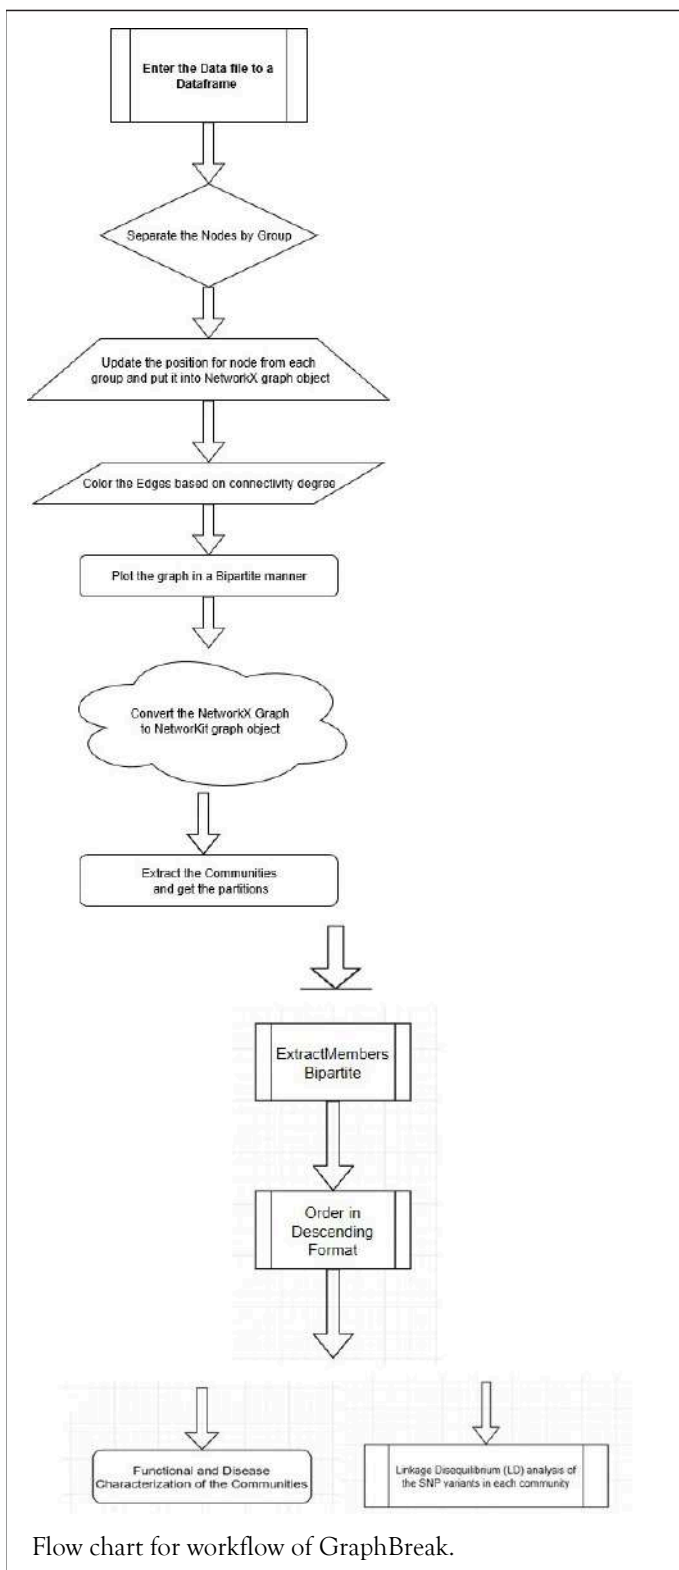 Enter the Data file to a
Dataframe
Separate the Nodes by Group
Update the position for node from each
group and put it into NetworkX graph object
Color the Edges based on connectivity degree
Plot the graph in a Bipartite manner
Convert the NetworkX Graph
to NetworKit graph object
Extract the Communities
and get the partitions
ExtractMembers
Bipartite
Order in
Descending
Format
Functional and Disease
Characterization of the Communities
Linkage Disequilibrium (LD) analysis of
the SNP variants in each community
Flow chart for workflow of GraphBreak.